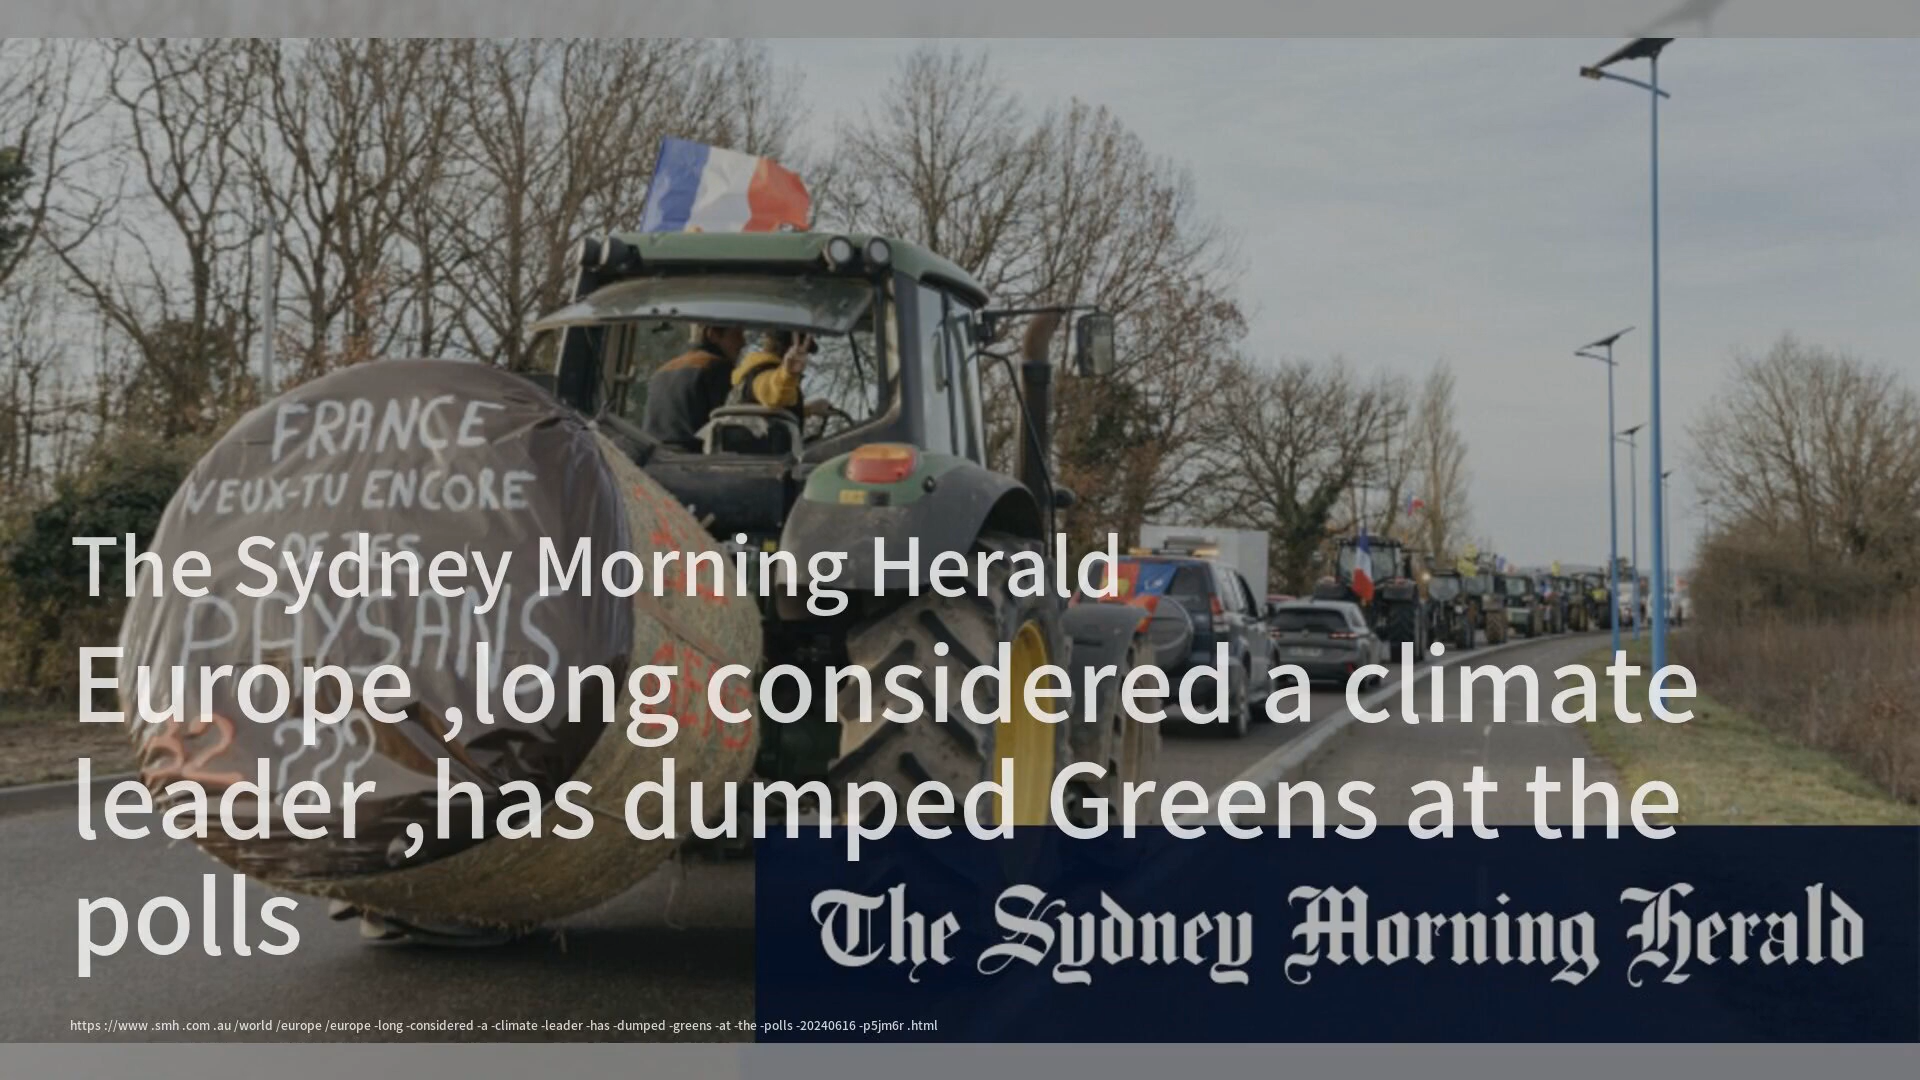 FRANCE
VEUX-TU ENCORE
DE TES
PAYSANS
???
The Sydney Morning Herald
Europe ,long considered a climate
leader ,has dumped Greens at the
polls
The Sydney Morning Herald
https ://www .smh .com .au /world /europe /europe -long -considered -a -climate -leader -has -dumped -greens -at -the -polls -20240616 -p5jm6r .html